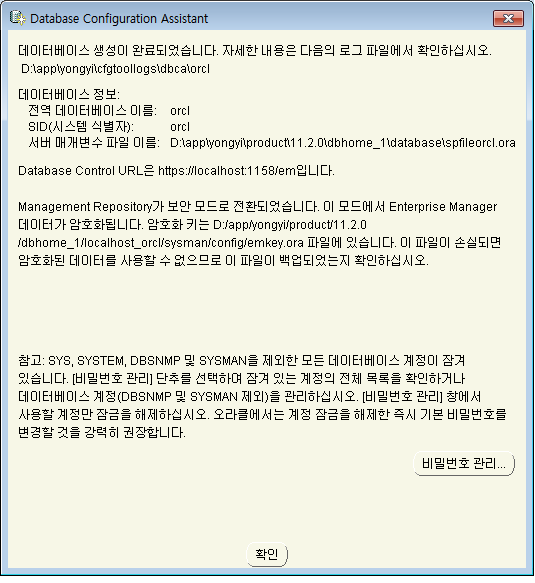 Database Configuration Assistant
데이터베이스 생성이 완료되었습니다. 자세한 내용은 다음의 로그 파일에서 확인하십시오.
D:\app\yongyi\cfgtoollogs\dbca\orcl
데이터베이스 정보:
전역 데이터베이스 이름: orcl
SID(시스템 식별자): orcl
서버 매개변수 파일 이름: D:\app\yongyi\product\11.2.0\dbhome_1\database\spfileorcl.ora
Database Control URL은 https://localhost:1158/em입니다.
Management Repository가 보안 모드로 전환되었습니다. 이 모드에서 Enterprise Manager
데이터가 암호화됩니다. 암호화 키는 D:/app/yongyi/product/11.2.0
/dbhome_1/localhost_orcl/sysman/config/emkey.ora 파일에 있습니다. 이 파일이 손실되면
암호화된 데이터를 사용할 수 없으므로 이 파일이 백업되었는지 확인하십시오.
참고: SYS, SYSTEM, DBSNMP 및 SYSMAN을 제외한 모든 데이터베이스 계정이 잠겨
있습니다. [비밀번호 관리] 단추를 선택하여 잠겨 있는 계정의 전체 목록을 확인하거나
데이터베이스 계정(DBSNMP 및 SYSMAN 제외)을 관리하십시오. [비밀번호 관리] 창에서
사용할 계정만 잠금을 해제하십시오. 오라클에서는 계정 잠금을 해제한 즉시 기본 비밀번호를
변경할 것을 강력히 권장합니다.
비밀번호 관리...
확인